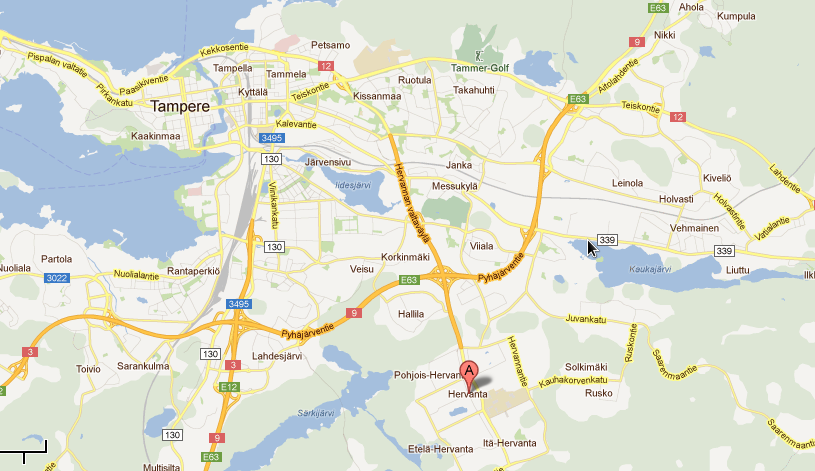 E63
Ahola
Kumpula
Nikki
9
Petsamo
Kekkosentie
Pispalan valtatie
Paasikiventie
Pirkankatu
Tampella
12
Tammela
Tammer-Golf
Aitolahdentie
Ruotula
Takahuhti
Kyttälä
Teiskontie
Kissanmaa
E63
Teiskontie
Tampere
12
Kalevantie
Kaakinmaa
3495
130
Järvensivu
Janka
Lahdentie
Hervannan valtaväylä
Iidesjärvi
Messukylä
Leinola
Kiveliö
Holvasti
Holvastintie
Viinikankatu
Vatialantie
Vehmainen
130
Viiala
339
339
Partola
Korkinmäki
Nuoliala
3022
Nuolialantie
Rantaperkiö
Veisu
E63
Pyhäjärventie
Kaukajärvi
Liuttu
Ilk
3495
9
Hallila
Juvankatu
Pyhäjärventie
Ruskontie
3
130
Lahdesjärvi
Hervannantie
Saarenmaantie
Toivio
Sarankulma
3
A
Pohjois-Hervanta
Solkimäki
Kauhakorvenkatu
Rusko
E12
Hervanta
Särkijärvi
130
9
Saarenmaantie
Etelä-Hervanta
Itä-Hervanta
E63
Multisilta